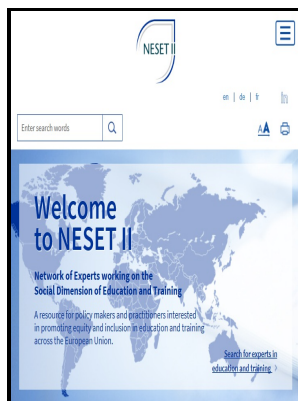 NESET II
en | de | fr
in
Enter search words
AA
Welcome
to NESET II
Network of Experts working on the
Social Dimension of Education and Training
A resource for policy makers and practitioners interested
in promoting equity and inclusion in education and training
across the European Union.
Search for experts in
education and training